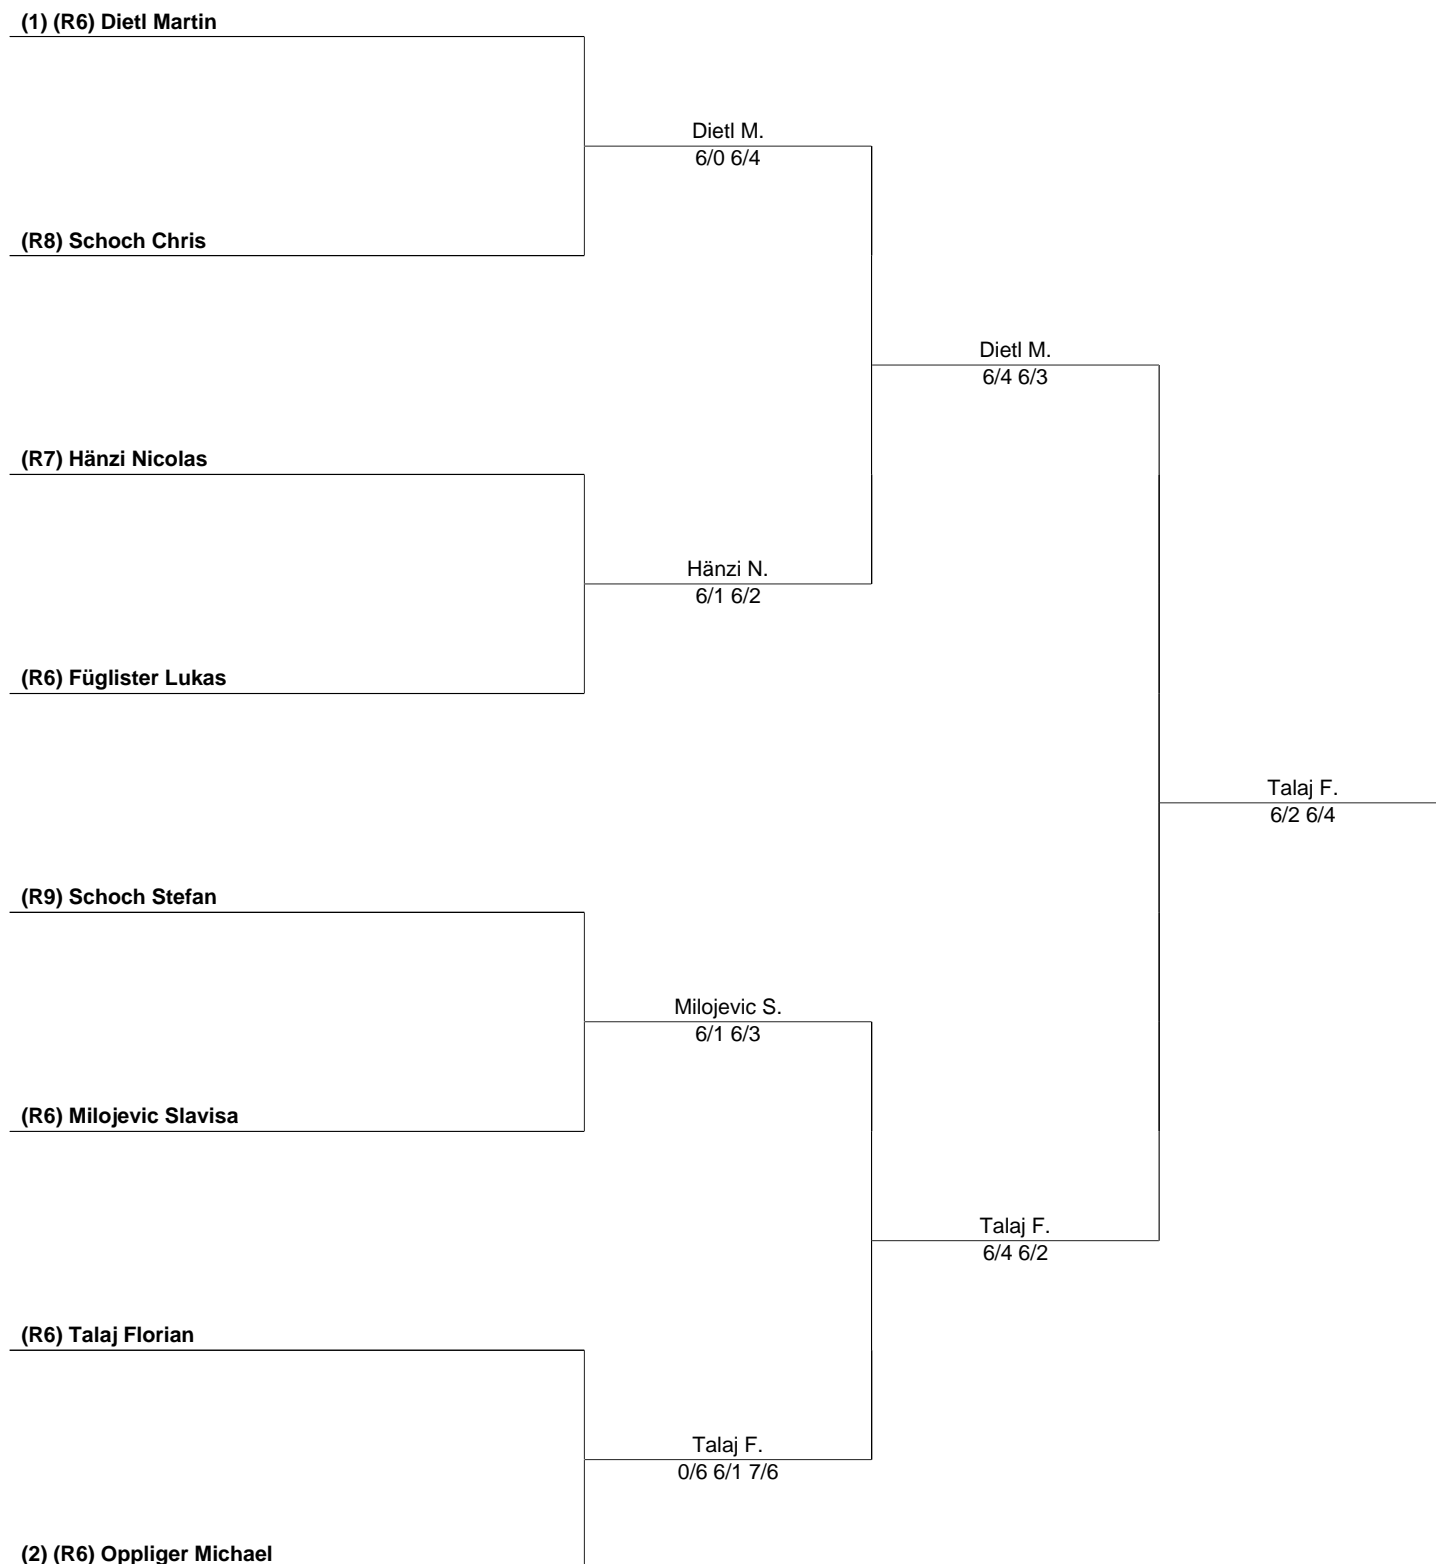 (1) (R6) Dietl Martin
Dietl M.
6/0 6/4
(R8) Schoch Chris
Dietl M.
6/4 6/3
(R7) Hänzi Nicolas
Hänzi N.
6/1 6/2
(R6) Füglister Lukas
Talaj F.
6/2 6/4
(R9) Schoch Stefan
Milojevic S.
6/1 6/3
(R6) Milojevic Slavisa
Talaj F.
6/4 6/2
(R6) Talaj Florian
Talaj F.
0/6 6/1 7/6
(2) (R6) Oppliger Michael